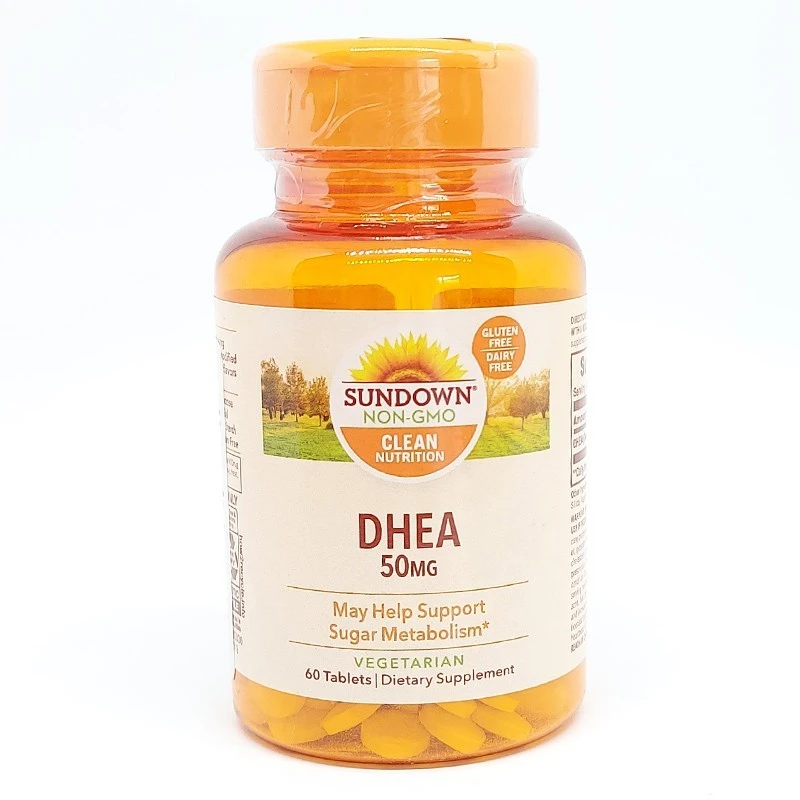 GLUTEN
FREE
DAIRY
FREE
SUNDOWN®
NON-GMO
CLEAN
NUTRITION
DHEA
50MG
May Help Support
Sugar Metabolism*
VEGETARIAN
60 Tablets | Dietary Supplement